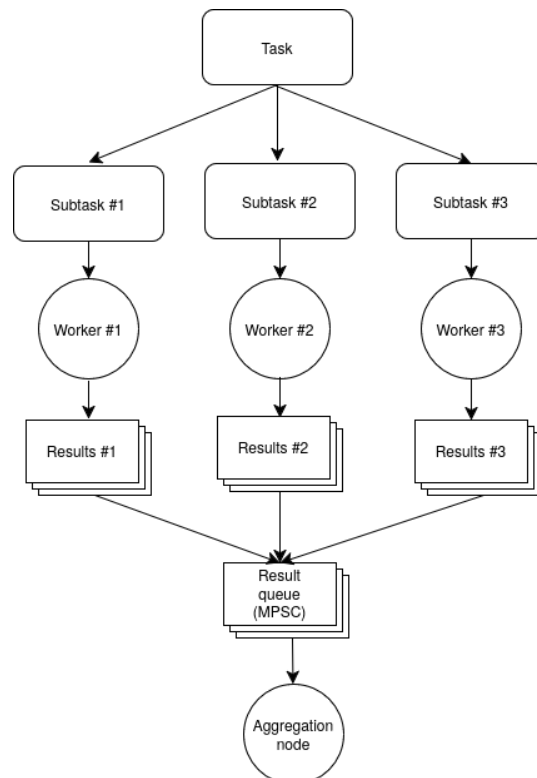 Task
Subtask #1
Subtask #2
Subtask #3
Worker #1
Worker #2
Worker #3
Results #1
Results #2
Results #3
Result
queue
(MPSC)
Aggregation
node